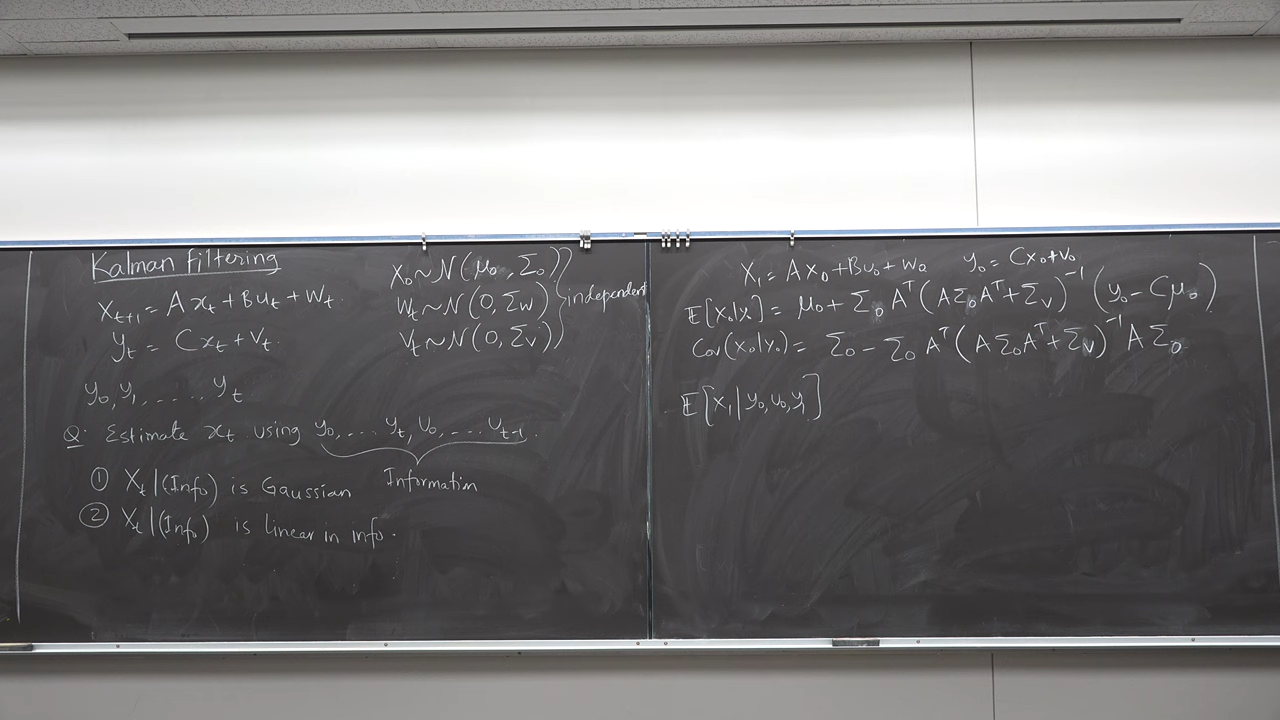 Kalman Filtering
X_{t+1} = A x_t + B u_t + W_t.
y_t = C x_t + V_t.
X_0 ~ N(μ_0, Σ_0)
W_t ~ N(0, Σ_W)
V_t ~ N(0, Σ_V)
independent
y_0, y_1, ..... y_t
Q: Estimate x_t using y_0, ... y_t, U_0, ... U_{t-1}.
Information
① X_t | (Info) is Gaussian
② X_t | (Info) is linear in info.
X_1 = A x_0 + B u_0 + W_0 y_0 = C x_0 + V_0
E[X_0|y_0] = μ_0 + Σ_0 A^T (A Σ_0 A^T + Σ_V)^{-1} (y_0 - C μ_0)
Cov(X_0|y_0) = Σ_0 - Σ_0 A^T (A Σ_0 A^T + Σ_V)^{-1} A Σ_0
E[X_1 | y_0, u_0, y_1]